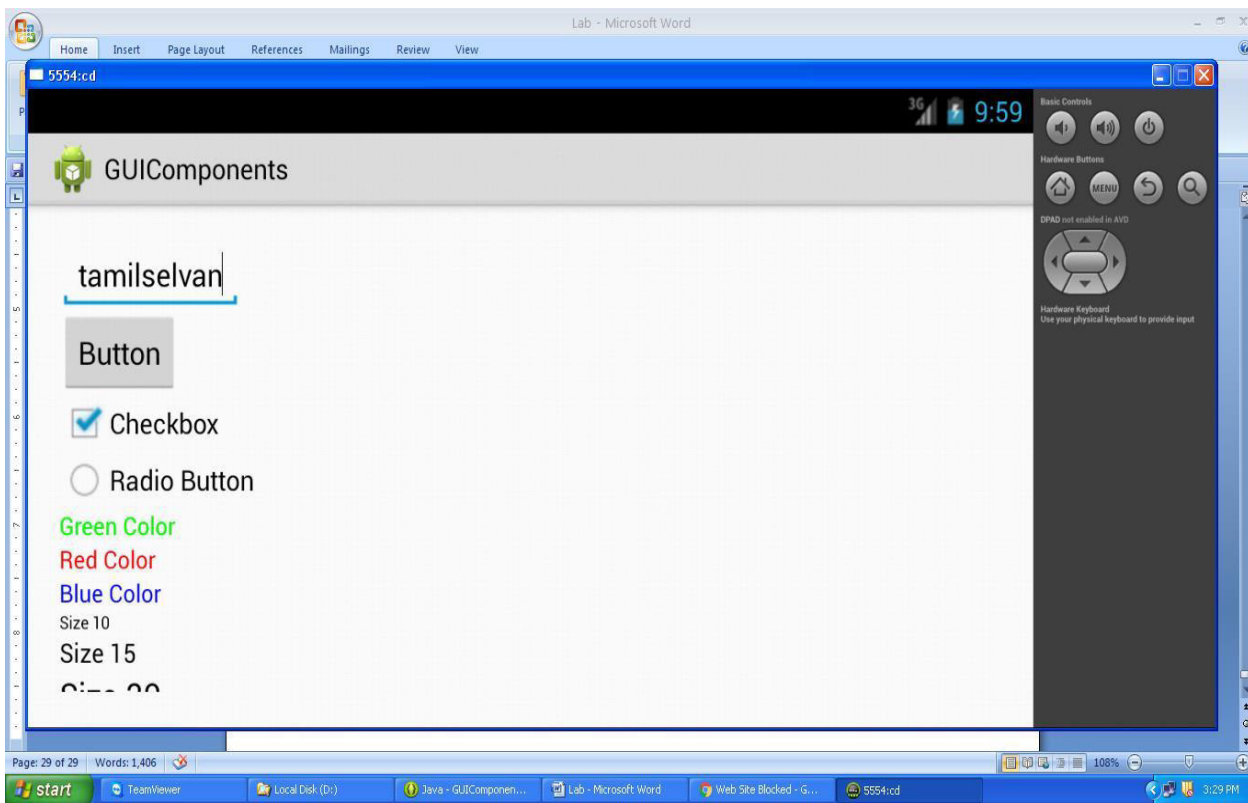 Lab - Microsoft Word
Home Insert Page Layout References Mailings Review View
5554:cd
3G 9:59
GUIComponents
tamilselvan
Button
Checkbox
Radio Button
Green Color
Red Color
Blue Color
Size 10
Size 15
Size 20
Basic Controls
Hardware Buttons
MENU
DPAD not enabled in AVD
Hardware Keyboard
Use your physical keyboard to provide input
Page: 29 of 29 Words: 1,406 108%
start TeamViewer Local Disk (D:) Java - GUIComponen... Lab - Microsoft Word Web Site Blocked - G... 5554:cd 3:29 PM